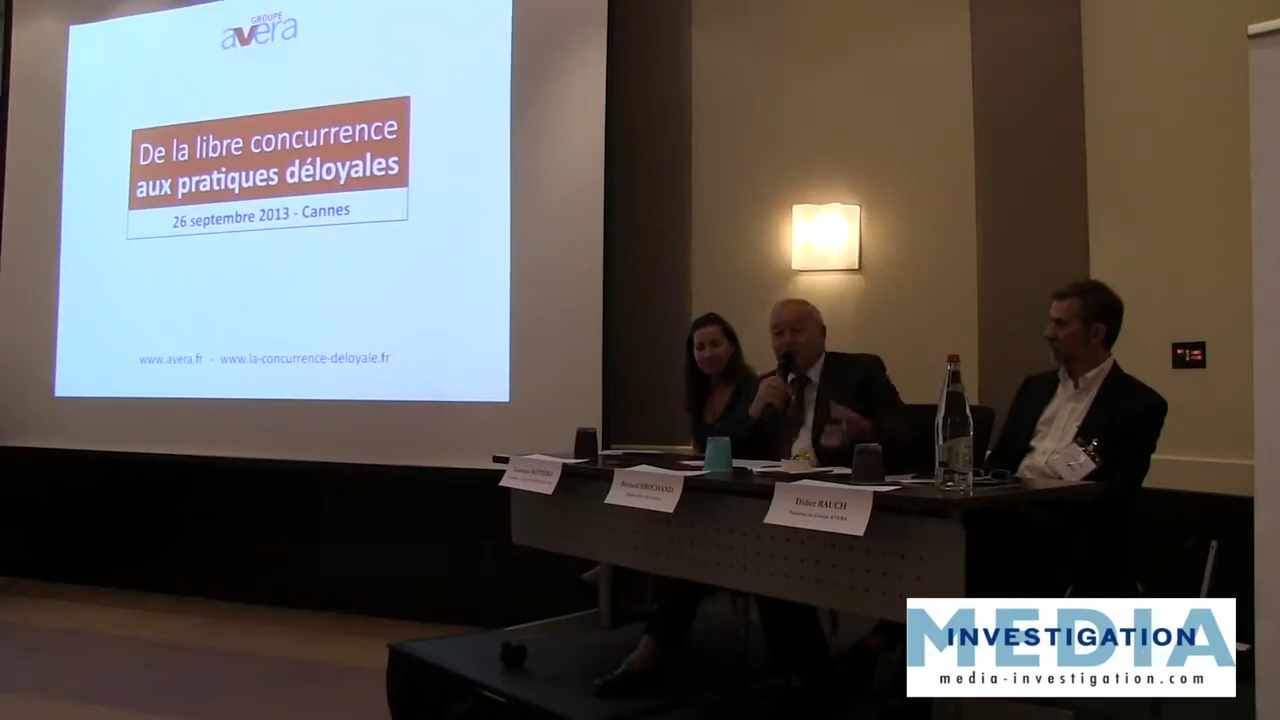 GROUPE
avera
De la libre concurrence
aux pratiques déloyales
26 septembre 2013 - Cannes
www.avera.fr - www.la-concurrence-deloyale.fr
Bernard BROCHAND
Didier RAUCH
MEDIA
INVESTIGATION
media-investigation.com